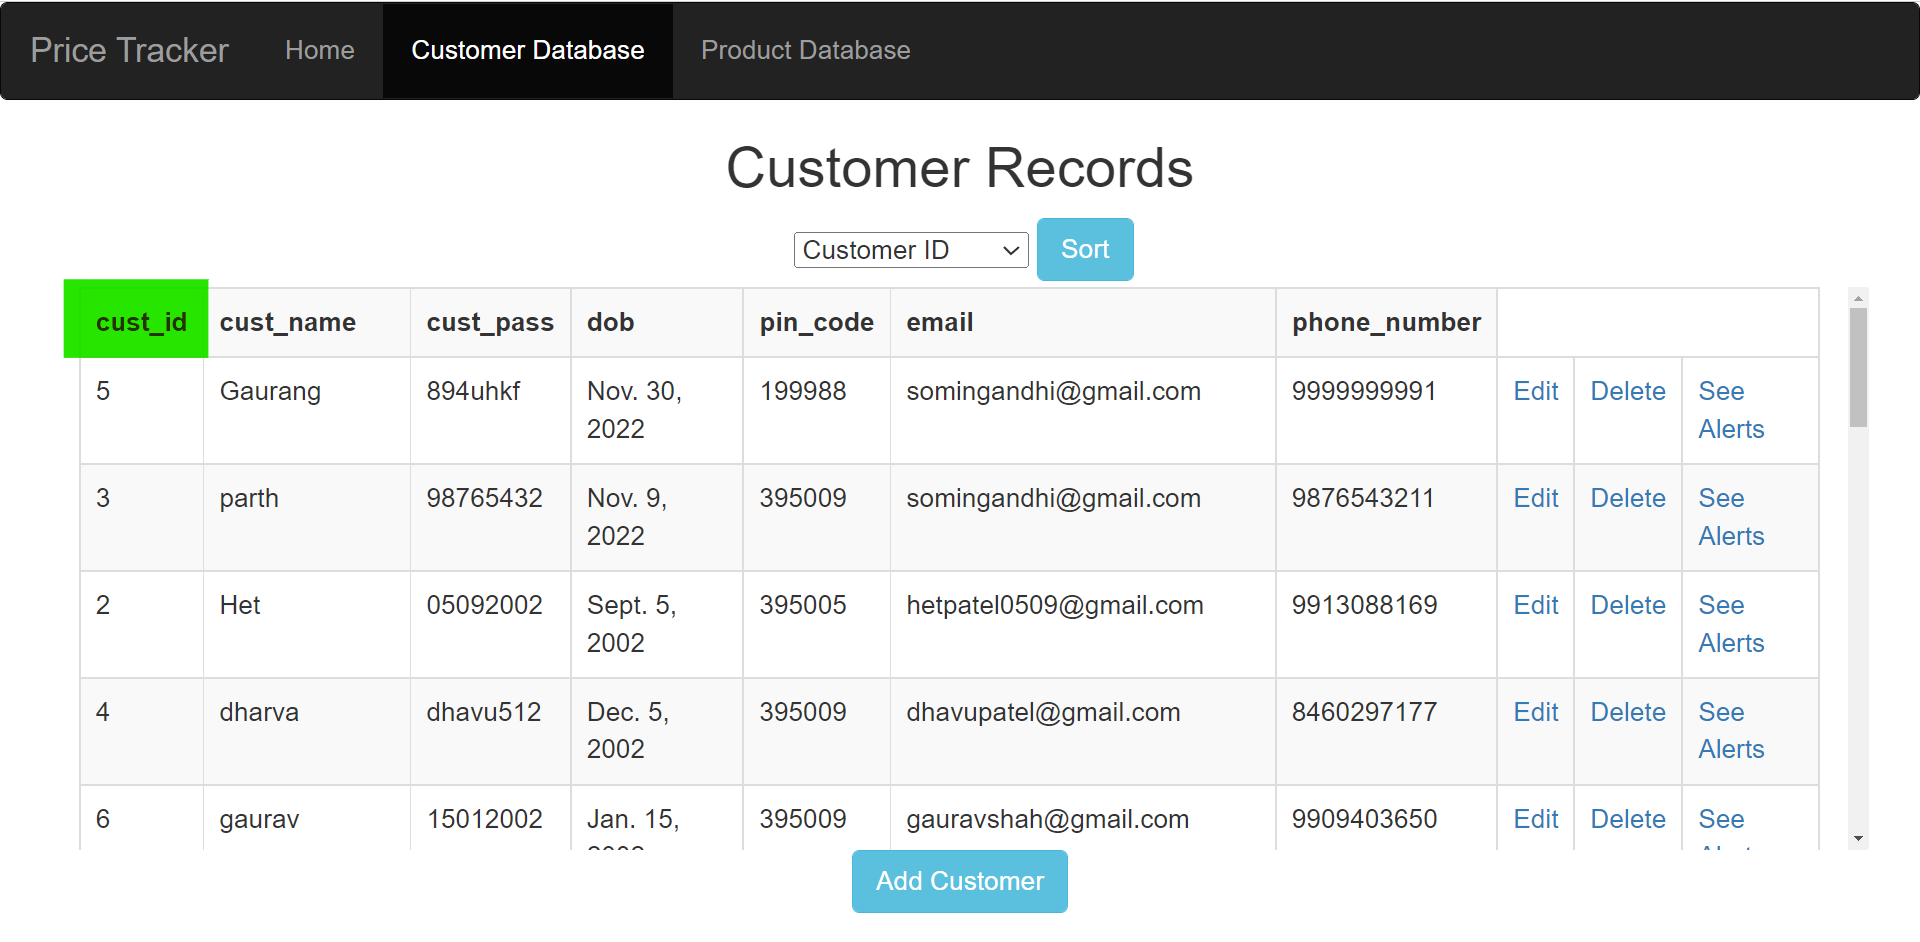 Price Tracker Home Customer Database Product Database
Customer Records
Customer ID Sort
cust_id cust_name cust_pass dob pin_code email phone_number
5 Gaurang 894uhkf Nov. 30, 199988 somingandhi@gmail.com 9999999991 Edit Delete See
2022 Alerts
3 parth 98765432 Nov. 9, 395009 somingandhi@gmail.com 9876543211 Edit Delete See
2022 Alerts
2 Het 05092002 Sept. 5, 395005 hetpatel0509@gmail.com 9913088169 Edit Delete See
2002 Alerts
4 dharva dhavu512 Dec. 5, 395009 dhavupatel@gmail.com 8460297177 Edit Delete See
2002 Alerts
6 gaurav 15012002 Jan. 15, 395009 gauravshah@gmail.com 9909403650 Edit Delete See
Add Customer